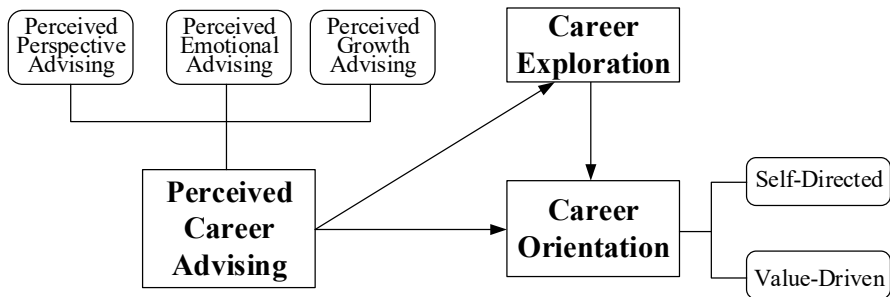 Perceived
Perspective
Advising
Perceived
Emotional
Advising
Perceived
Growth
Advising
Career
Exploration
Perceived
Career
Advising
Career
Orientation
Self-Directed
Value-Driven